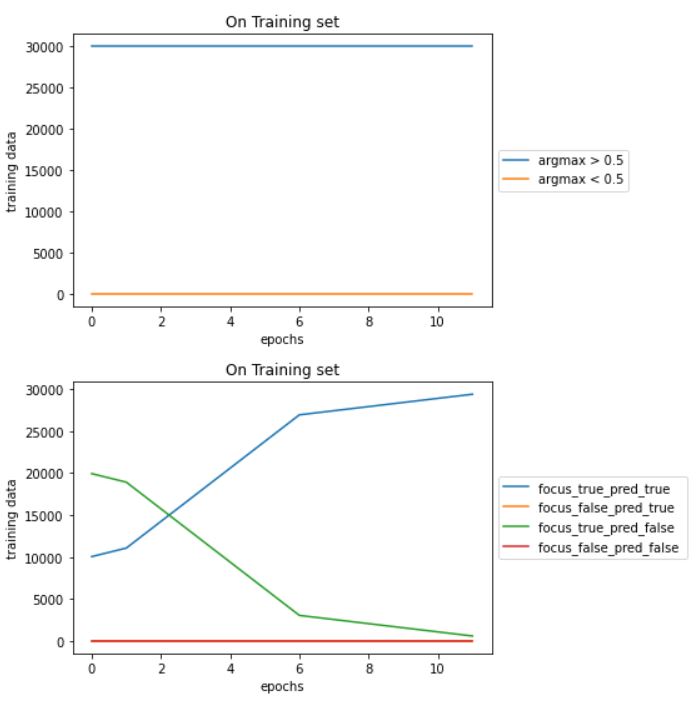 On Training set
30000
25000
20000
15000
10000
5000
0
training data
0 2 4 6 8 10
epochs
argmax > 0.5
argmax < 0.5
On Training set
30000
25000
20000
15000
10000
5000
0
training data
0 2 4 6 8 10
epochs
focus_true_pred_true
focus_false_pred_true
focus_true_pred_false
focus_false_pred_false